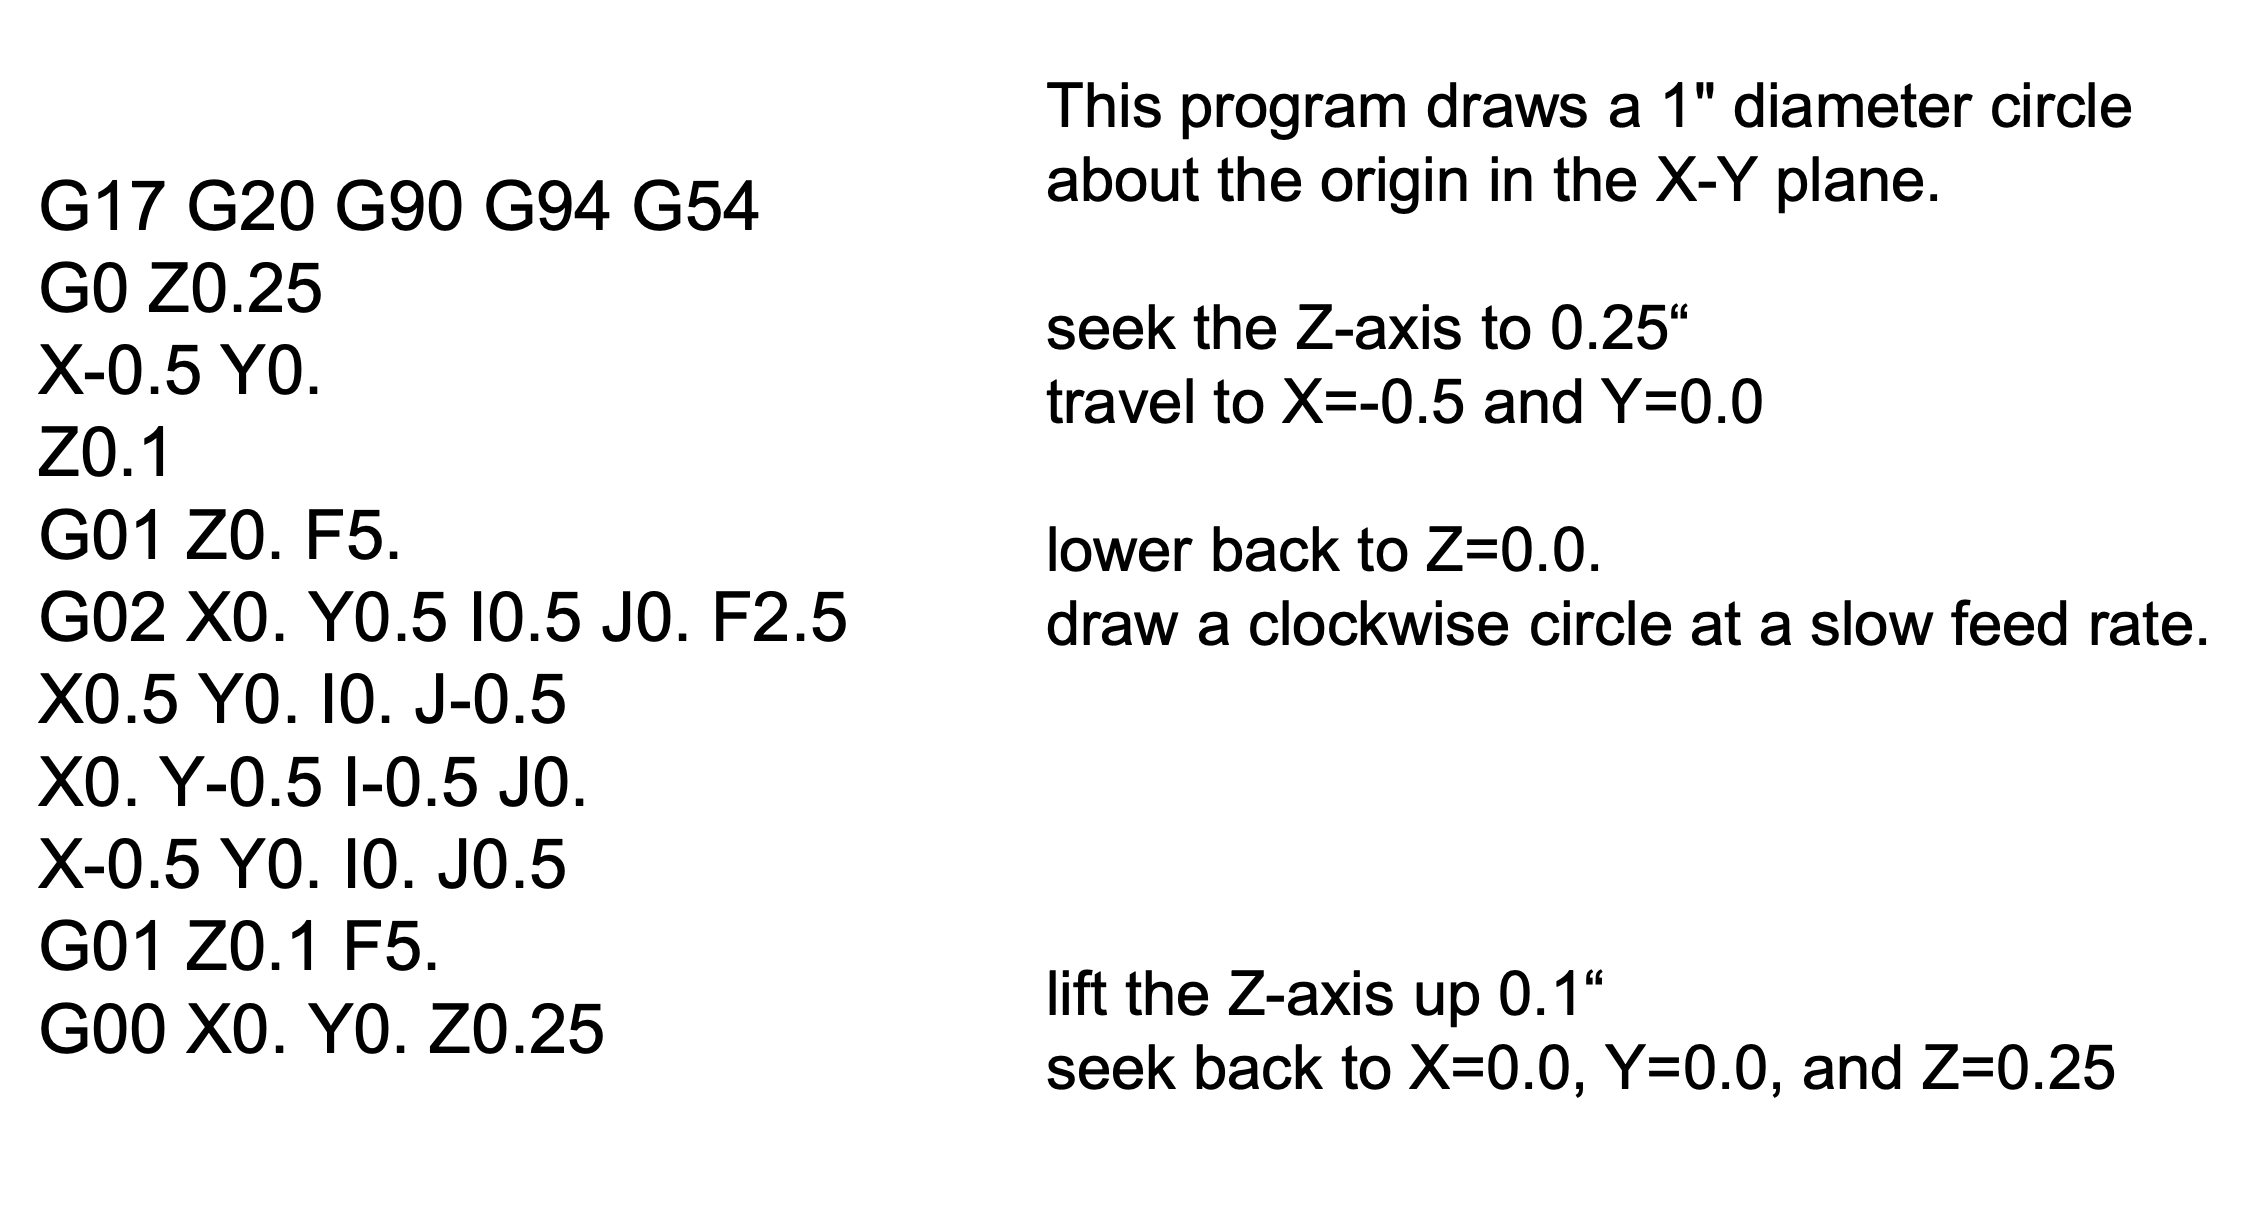 G17 G20 G90 G94 G54
G0 Z0.25
X-0.5 Y0.
Z0.1
G01 Z0. F5.
G02 X0. Y0.5 I0.5 J0. F2.5
X0.5 Y0. I0. J-0.5
X0. Y-0.5 I-0.5 J0.
X-0.5 Y0. I0. J0.5
G01 Z0.1 F5.
G00 X0. Y0. Z0.25
This program draws a 1" diameter circle
about the origin in the X-Y plane.
seek the Z-axis to 0.25“
travel to X=-0.5 and Y=0.0
lower back to Z=0.0.
draw a clockwise circle at a slow feed rate.
lift the Z-axis up 0.1“
seek back to X=0.0, Y=0.0, and Z=0.25